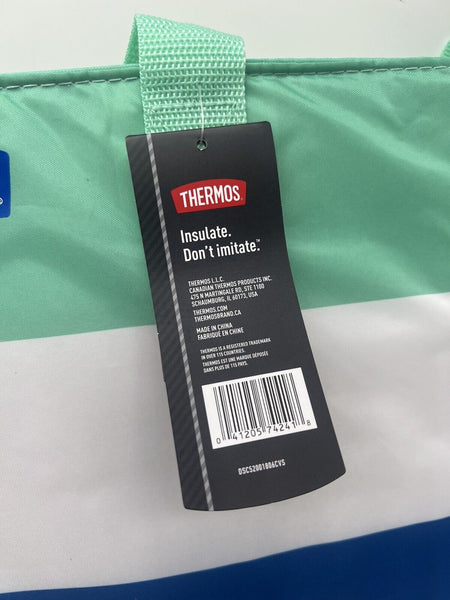 THERMOS®
Insulate.
Don't imitate.™
THERMOS L.L.C.
CANADIAN THERMOS PRODUCTS INC.
475 N MARTINGALE RD, STE 1100
SCHAUMBURG, IL 60173, USA
THERMOS.COM
THERMOSBRAND.CA
MADE IN CHINA
FABRIQUÉ EN CHINE
THERMOS IS A REGISTERED TRADEMARK
IN OVER 115 COUNTRIES.
THERMOS EST UNE MARQUE DÉPOSÉE
DANS PLUS DE 115 PAYS.
0 41205 74241 8
DSC52001806CVS
®